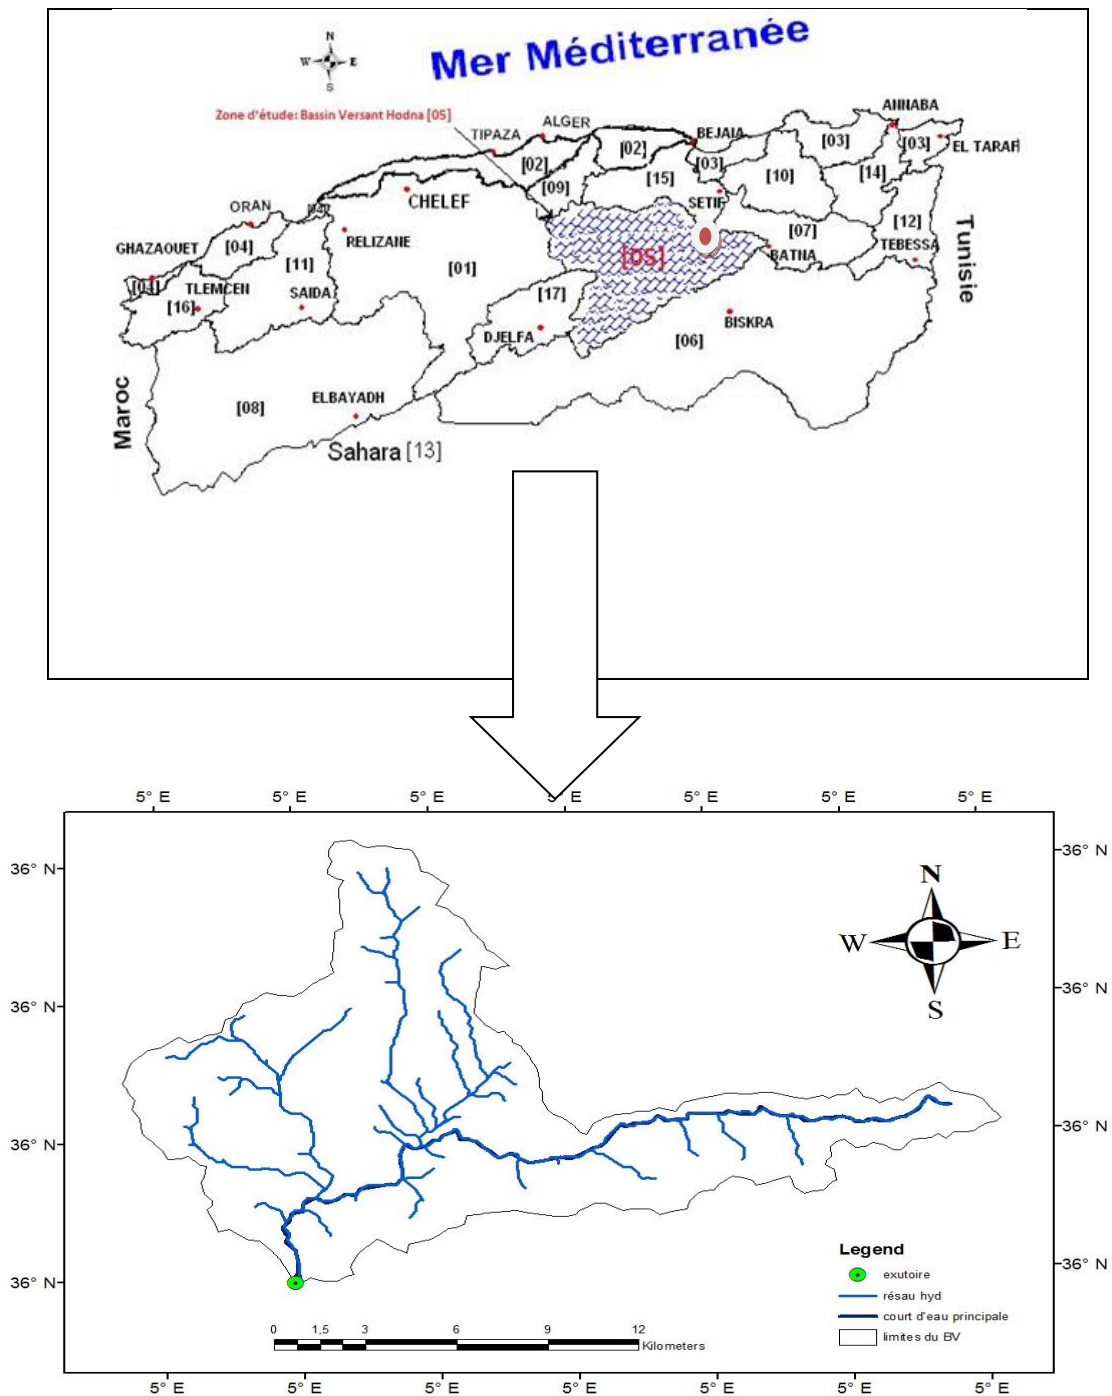 Mer Méditerranée
N
W E
S
Zone d'étude: Bassin Versant Hodna [05]
ANNABA
ALGER
TIPAZA
BEJAIA
[02]
[02]
[03]
[03]
[03]
EL TARAF
[09]
[15]
[10]
[14]
CHELEF
SETIF
ORAN
[04]
RELIZANE
[07]
[12]
GHAZAOUET
[11]
[01]
[05]
BATNA
TEBESSA
Tunisie
[04]
TLEMCEN
[16]
SAIDA
[17]
DJELFA
BISKRA
[06]
Maroc
[08]
ELBAYADH
Sahara [13]
5° E 5° E 5° E 5° E 5° E 5° E 5° E
36° N
36° N
36° N
36° N
36° N
36° N
36° N
36° N
N
W E
S
Legend
exutoire
résau hyd
court d'eau principale
limites du BV
0 1,5 3 6 9 12
Kilometers
5° E 5° E 5° E 5° E 5° E 5° E 5° E